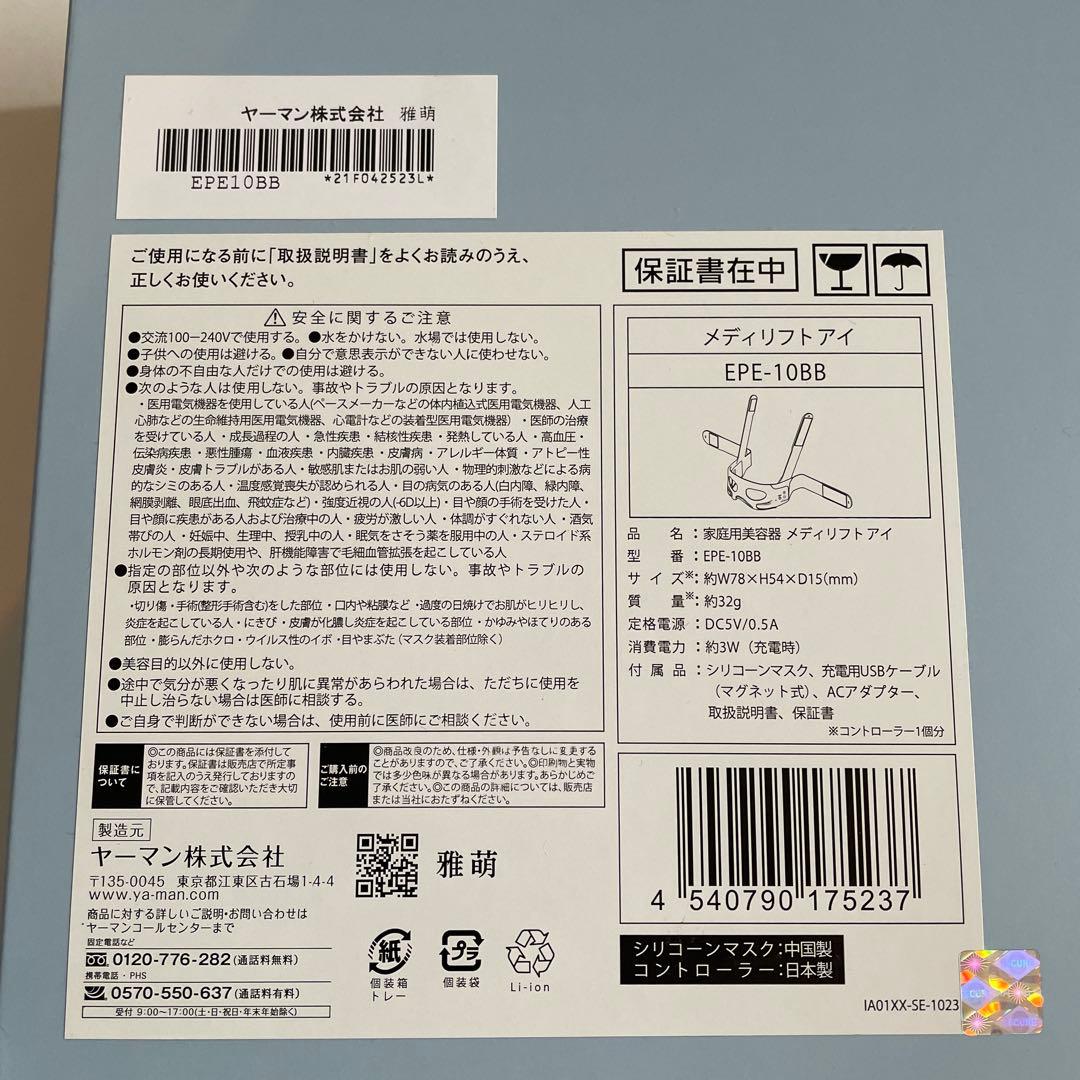 ヤーマン株式会社 雅萌
EPE10BB *21F042523L*
ご使用になる前に「取扱説明書」をよくお読みのうえ、
正しくお使いください。
保証書在中
安全に関するご注意
●交流100−240Vで使用する。●水をかけない。水場では使用しない。
●子供への使用は避ける。●自分で意思表示ができない人に使わせない。
●身体の不自由な人だけでの使用は避ける。
●次のような人は使用しない。事故やトラブルの原因となります。
・医用電気機器を使用している人(ペースメーカーなどの体内植込式医用電気機器、人工
心肺などの生命維持用医用電気機器、心電計などの装着型医用電気機器)・医師の治療
を受けている人・成長過程の人・急性疾患・結核性疾患・発熱している人・高血圧・
伝染病疾患・悪性腫瘍・血液疾患・内臓疾患・皮膚病・アレルギー体質・アトピー性
皮膚炎・皮膚トラブルがある人・敏感肌またはお肌の弱い人・物理的刺激などによる病
的なシミのある人・温度感覚喪失が認められる人・目の病気のある人(白内障、緑内障、
網膜剥離、眼底出血、飛蚊症など)・強度近視の人(-6D以上)・目や顔の手術を受けた人・
目や顔に疾患がある人および治療中の人・疲労が激しい人・体調がすぐれない人・酒気
帯びの人・妊娠中、生理中、授乳中の人・眠気をさそう薬を服用中の人・ステロイド系
ホルモン剤の長期使用や、肝機能障害で毛細血管拡張を起こしている人
●指定の部位以外や次のような部位には使用しない。事故やトラブルの
原因となります。
・切り傷・手術(整形手術含む)をした部位・口内や粘膜など・過度の日焼けでお肌がヒリヒリし、
炎症を起こしている人・にきび・皮膚が化膿し炎症を起こしている部位・かゆみやほてりのある
部位・膨らんだホクロ・ウイルス性のイボ・目やまぶた(マスク装着部位除く)
●美容目的以外に使用しない。
●途中で気分が悪くなったり肌に異常があらわれた場合は、ただちに使用を
中止し治らない場合は医師に相談する。
●ご自身で判断ができない場合は、使用前に医師にご相談ください。
メディリフト アイ
EPE-10BB
品名：家庭用美容器 メディリフト アイ
型番：EPE-10BB
サイズ※：約W78×H54×D15(mm)
質量※：約32g
定格電源：DC5V/0.5A
消費電力：約3W（充電時）
付属品：シリコーンマスク、充電用USBケーブル
（マグネット式）、ACアダプター、
取扱説明書、保証書
※コントローラー1個分
保証書に
ついて
◎この商品には保証書を添付して
おります。保証書は販売店で所定事
項を記入のうえ発行しておりますの
で、記載内容をご確認いただき大切
に保管してください。
ご購入前の
ご注意
◎商品改良のため、仕様・外観は予告なしに変更する
ことがありますので、ご了承ください。◎印刷物と実物
では多少色味が異なる場合があります。あらかじめご
了承ください。◎この商品の詳細については、販売店
または当社におたずねください。
製造元
ヤーマン株式会社
〒135-0045 東京都江東区古石場1-4-4
www.ya-man.com
雅萌
商品に対する詳しいご説明・お問い合わせは
ヤーマンコールセンターまで
固定電話など
0120-776-282(通話料無料)
携帯電話・PHS
0570-550-637(通話料有料)
受付 9:00〜17:00(土・日・祝日・年末年始除く)
紙
個装箱
トレー
プラ
個装袋
Li-ion
4 540790 175237
シリコーンマスク：中国製
コントローラー：日本製
IA01XX-SE-1023